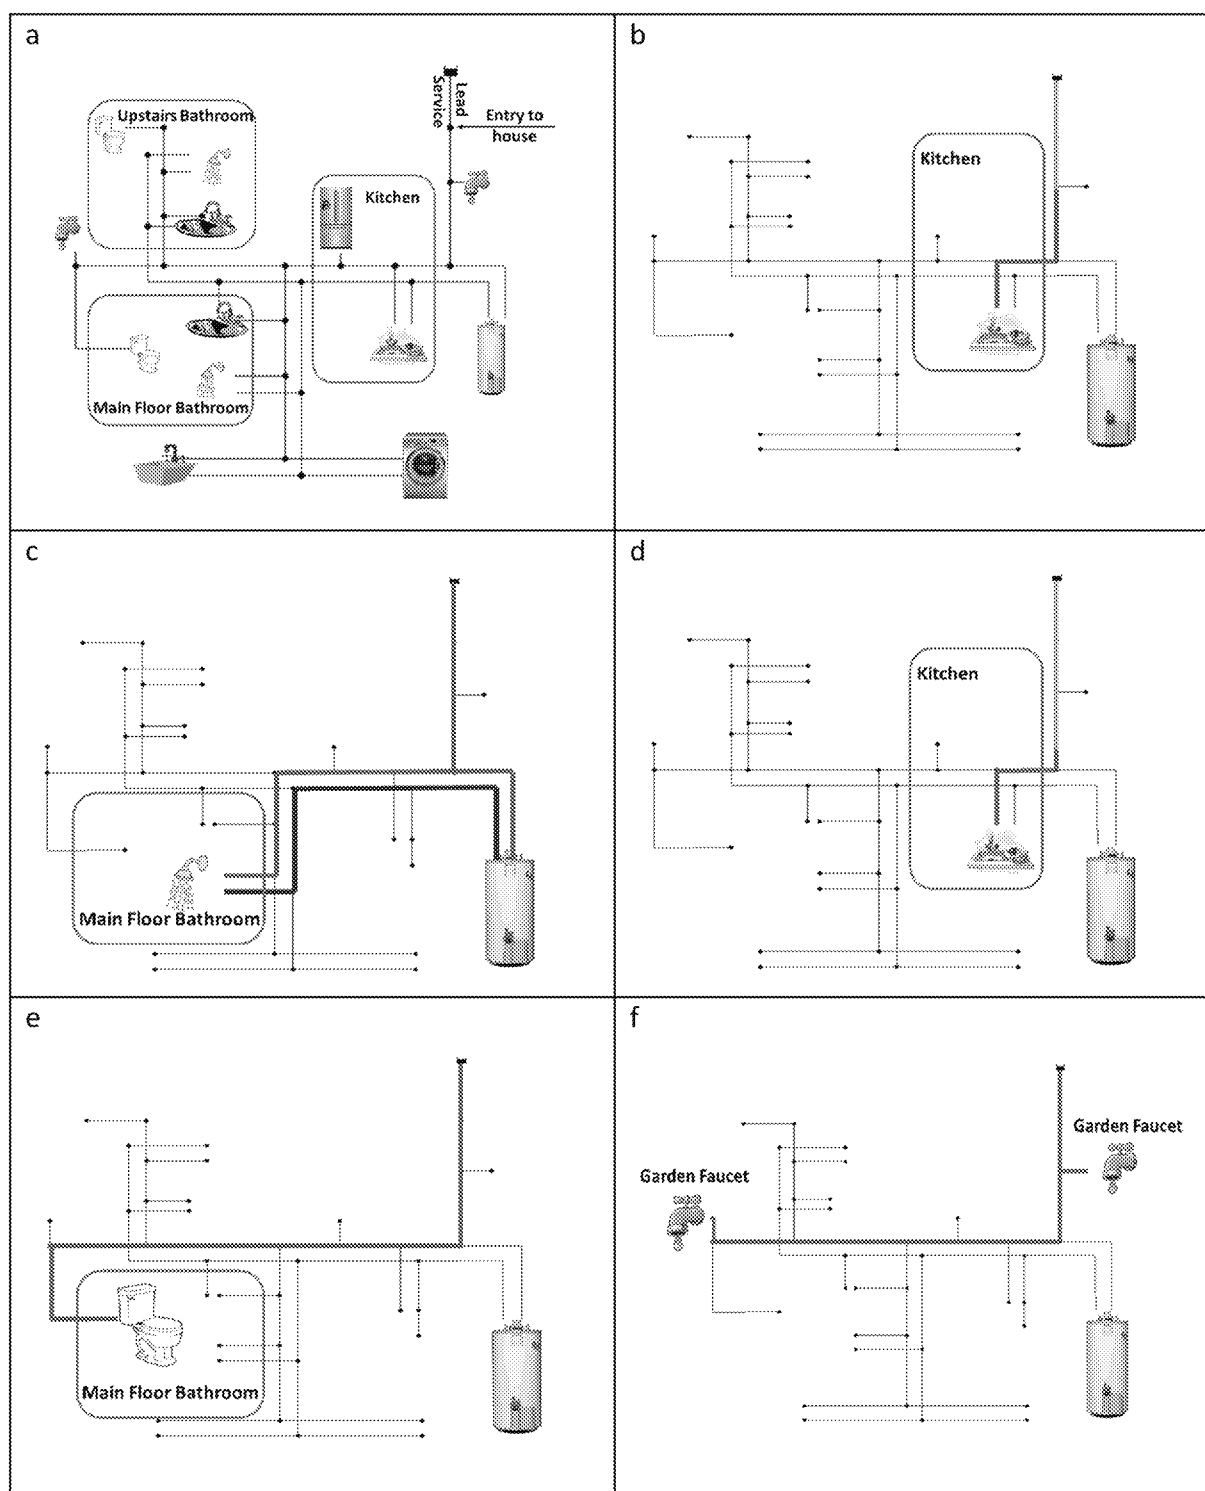 a
Lead
Service
Entry to
house
Upstairs Bathroom
Kitchen
Main Floor Bathroom
b
Kitchen
c
Main Floor Bathroom
d
Kitchen
e
Main Floor Bathroom
f
Garden Faucet
Garden Faucet